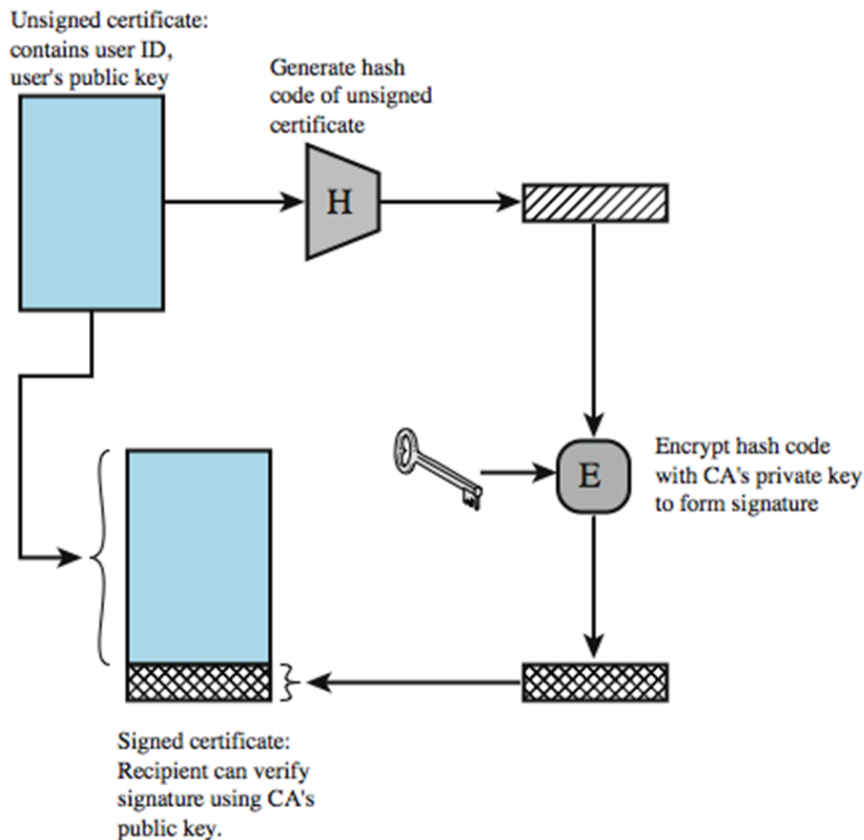 Unsigned certificate:
contains user ID,
user's public key
Generate hash
code of unsigned
certificate
H
E
Encrypt hash code
with CA's private key
to form signature
Signed certificate:
Recipient can verify
signature using CA's
public key.